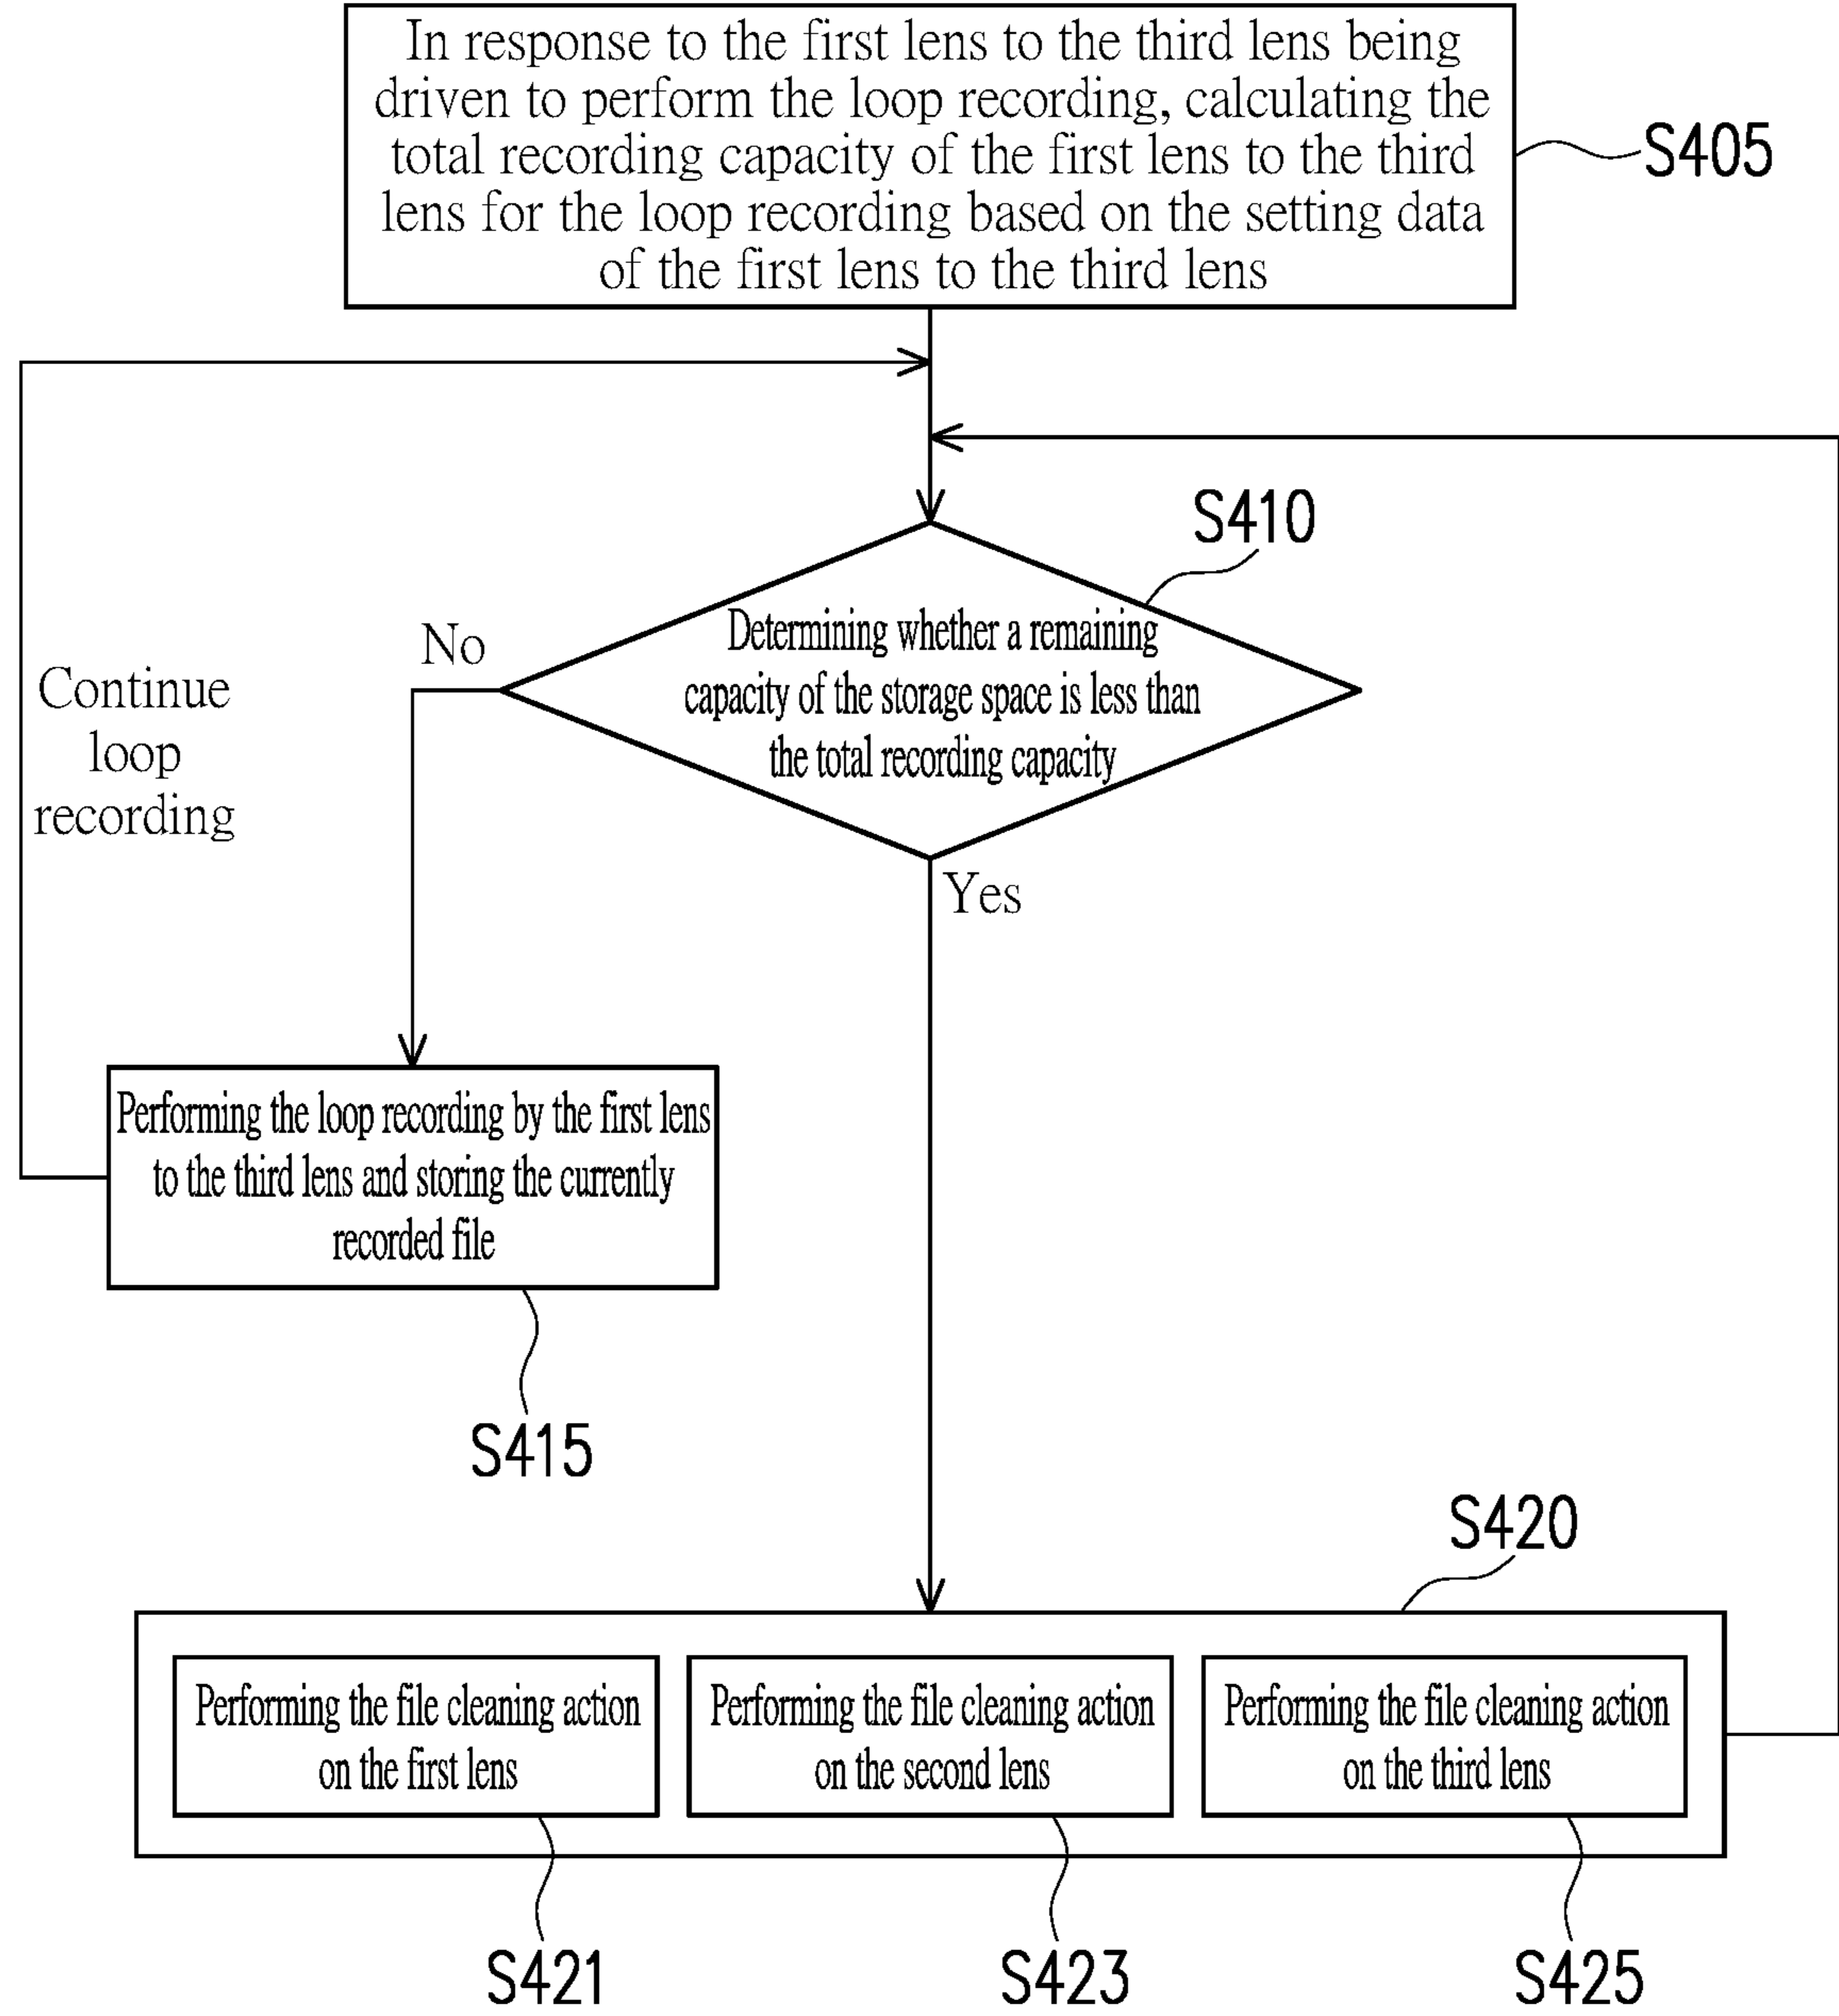 In response to the first lens to the third lens being
driven to perform the loop recording, calculating the
total recording capacity of the first lens to the third
lens for the loop recording based on the setting data
of the first lens to the third lens
S405
S410
Determining whether a remaining
capacity of the storage space is less than
the total recording capacity
No
Continue
loop
recording
Yes
Performing the loop recording by the first lens
to the third lens and storing the currently
recorded file
S415
S420
Performing the file cleaning action
on the first lens
Performing the file cleaning action
on the second lens
Performing the file cleaning action
on the third lens
S421
S423
S425